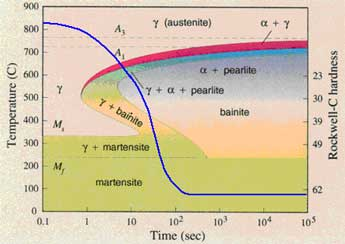 Temperature (C)
900
800
700
600
500
400
300
200
100
0
A₃
A₁
γ
Mₛ
M_f
γ (austenite)
α + γ
α + pearlite
γ + α + pearlite
γ + bainite
bainite
γ + martensite
martensite
Rockwell-C hardness
23
30
39
49
62
0.1
1
10
10²
10³
10⁴
10⁵
Time (sec)